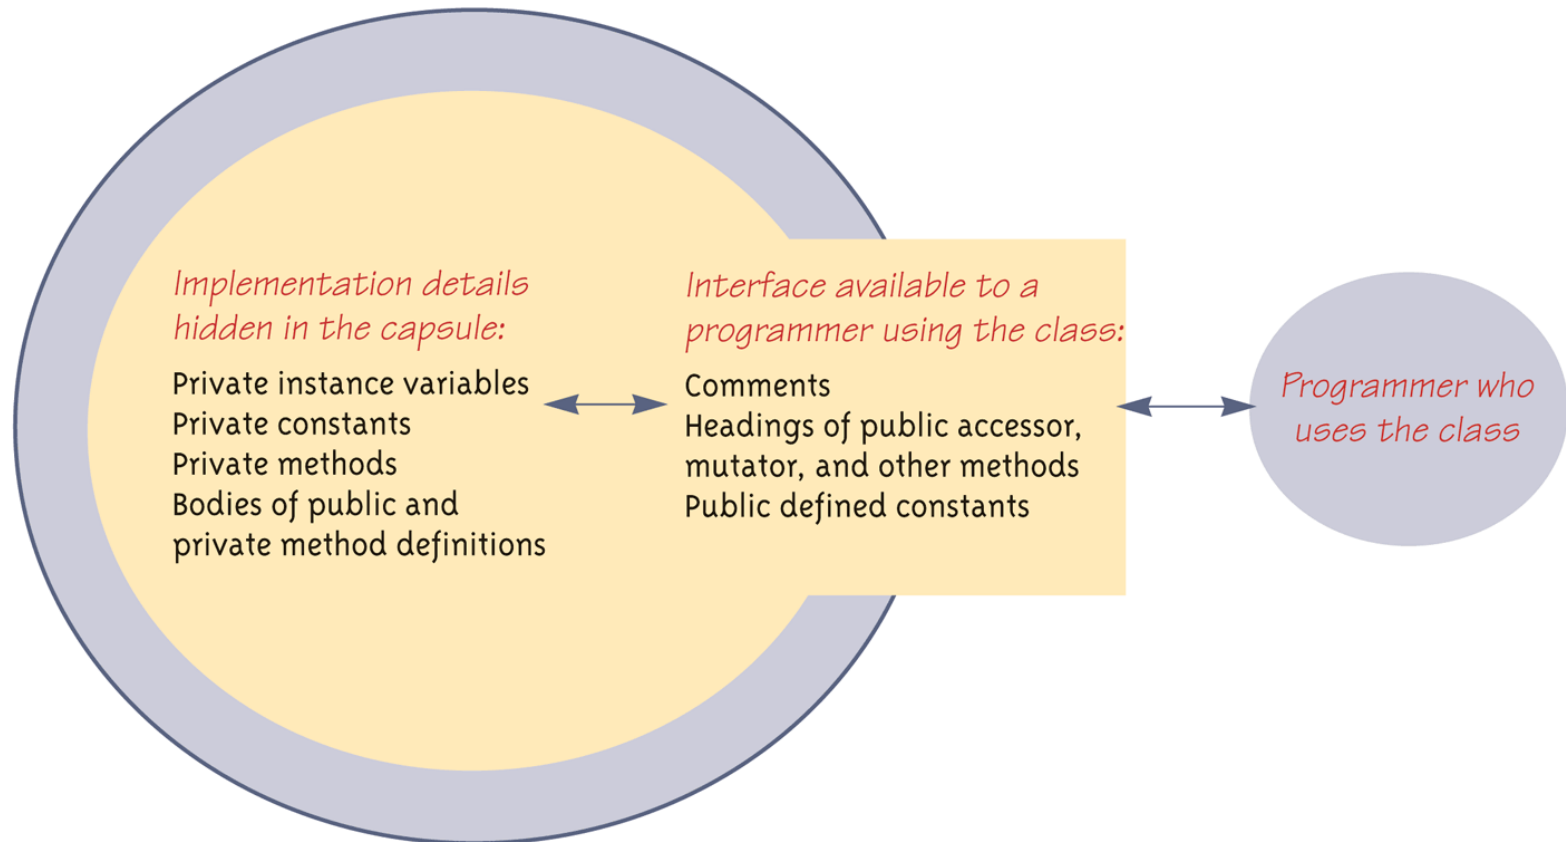 Implementation details
hidden in the capsule:
Private instance variables
Private constants
Private methods
Bodies of public and
private method definitions
Interface available to a
programmer using the class:
Comments
Headings of public accessor,
mutator, and other methods
Public defined constants
Programmer who
uses the class